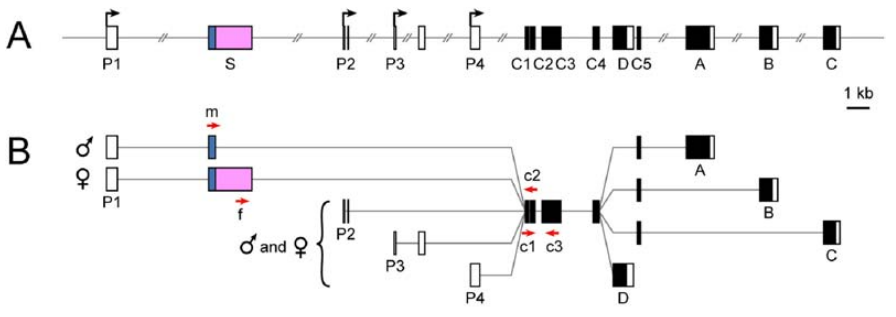 A
P1 S P2 P3 P4 C1 C2 C3 C4 D C5 A B C
1 kb
B
♂
m
♀
P1
f
♂ and ♀
P2
P3
P4
c2
c1 c3
A
B
C
D